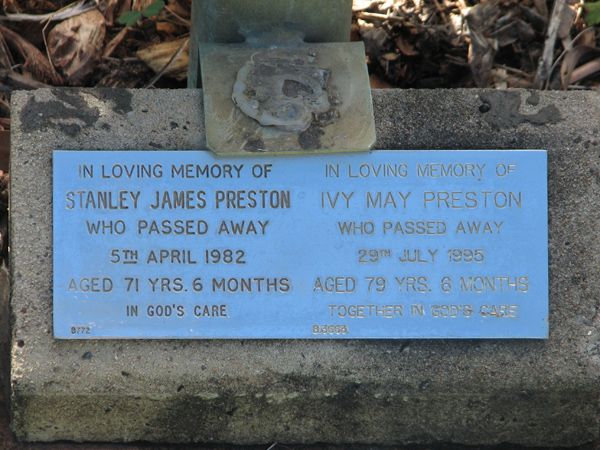 IN LOVING MEMORY OF
STANLEY JAMES PRESTON
WHO PASSED AWAY
5TH APRIL 1982
AGED 71 YRS. 6 MONTHS
IN GOD'S CARE
B772
IN LOVING MEMORY OF
IVY MAY PRESTON
WHO PASSED AWAY
29TH JULY 1995
AGED 79 YRS. 6 MONTHS
TOGETHER IN GOD'S CARE